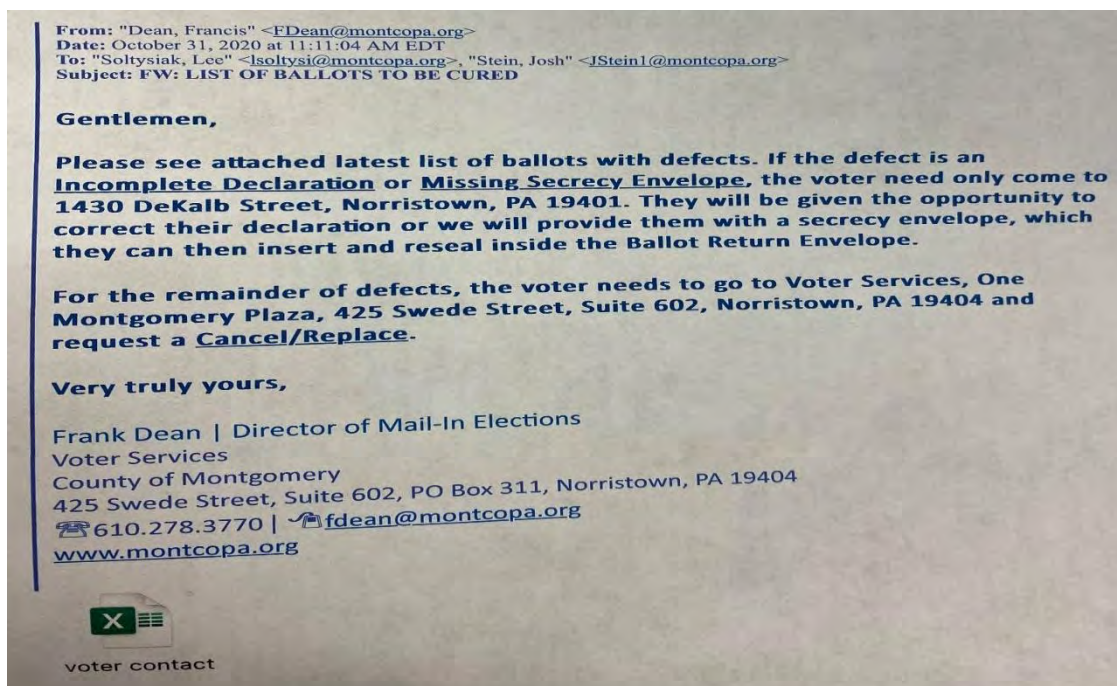 From: "Dean, Francis" <FDean@montcopa.org>
Date: October 31, 2020 at 11:11:04 AM EDT
To: "Soltysiak, Lee" <lsoltysi@montcopa.org>, "Stein, Josh" <JStein1@montcopa.org>
Subject: FW: LIST OF BALLOTS TO BE CURED
Gentlemen,
Please see attached latest list of ballots with defects. If the defect is an
Incomplete Declaration or Missing Secrecy Envelope, the voter need only come to
1430 DeKalb Street, Norristown, PA 19401. They will be given the opportunity to
correct their declaration or we will provide them with a secrecy envelope, which
they can then insert and reseal inside the Ballot Return Envelope.
For the remainder of defects, the voter needs to go to Voter Services, One
Montgomery Plaza, 425 Swede Street, Suite 602, Norristown, PA 19404 and
request a Cancel/Replace.
Very truly yours,
Frank Dean | Director of Mail-In Elections
Voter Services
County of Montgomery
425 Swede Street, Suite 602, PO Box 311, Norristown, PA 19404
☎610.278.3770 | fdean@montcopa.org
www.montcopa.org
X
voter contact